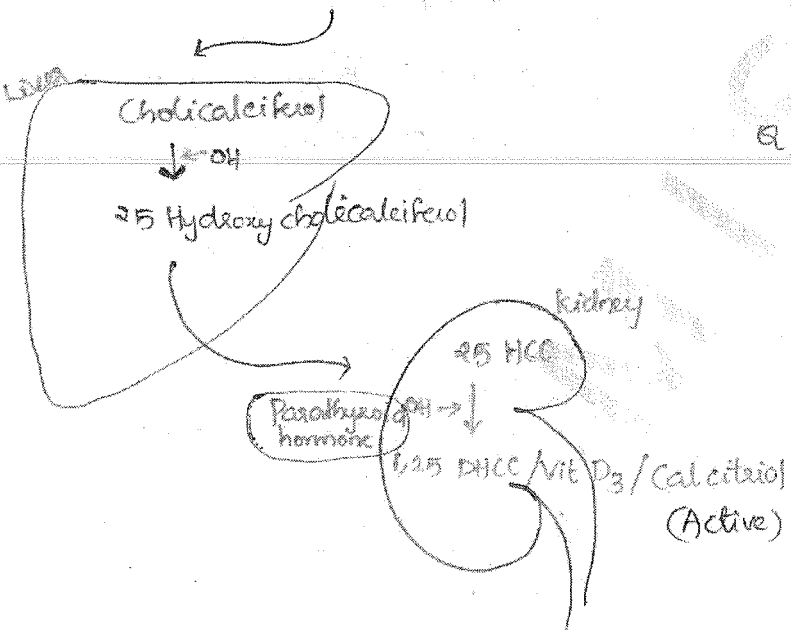 Liver
Cholicalciferol
← OH
25 Hydroxy cholecalciferol
kidney
25 HCC
Parathyroid
hormone
OH →
1,25 DHCC / Vit D3 / Calcitriol
(Active)
Q